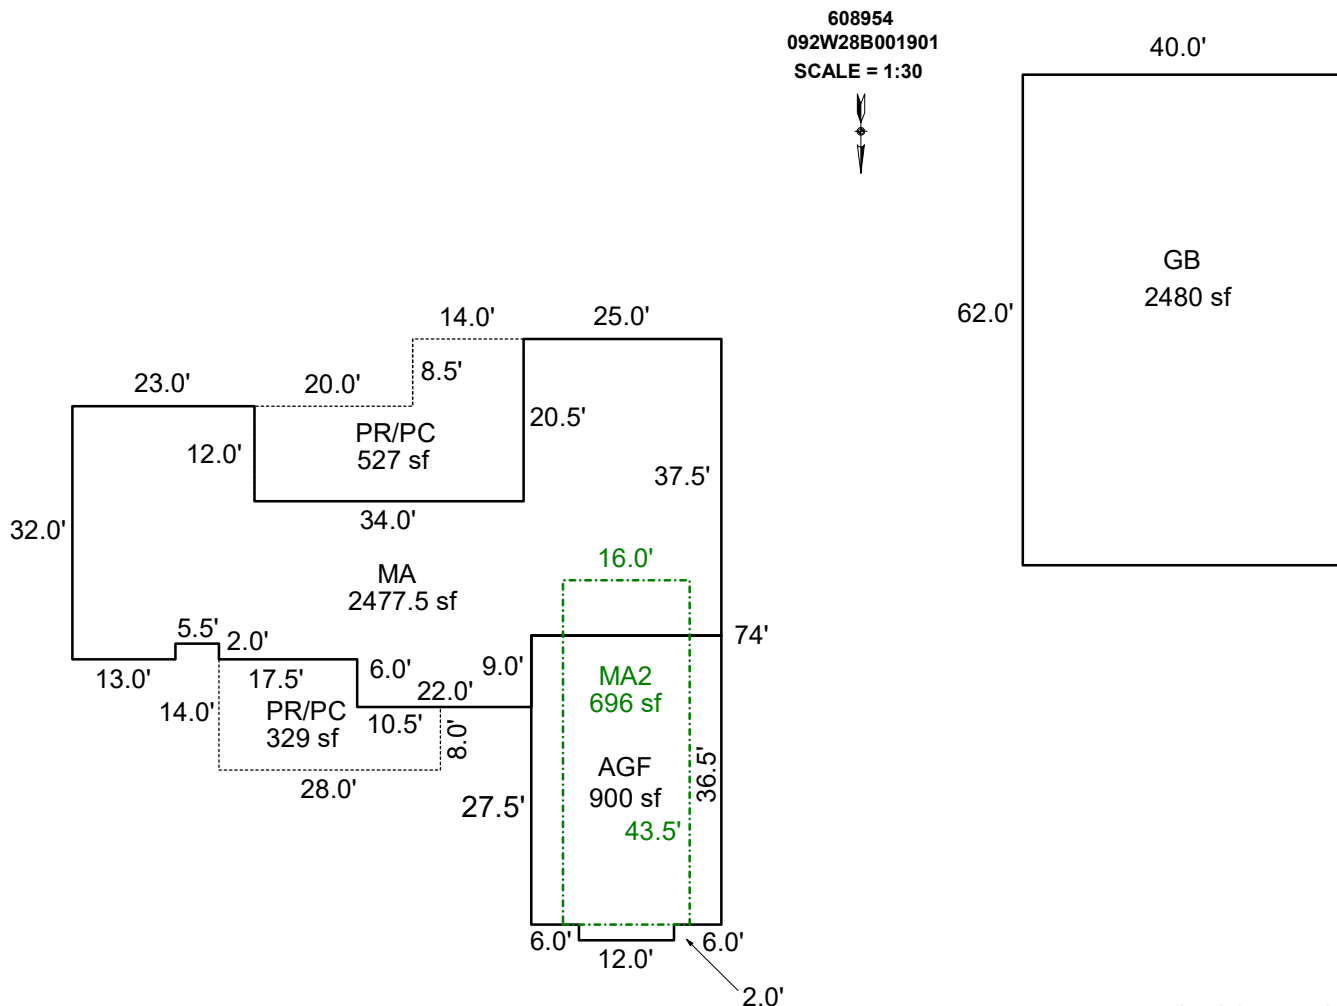 608954
092W28B001901
SCALE = 1:30
40.0'
GB
2480 sf
62.0'
14.0'
25.0'
23.0'
20.0'
8.5'
20.5'
PR/PC
527 sf
12.0'
37.5'
34.0'
32.0'
16.0'
MA
2477.5 sf
5.5'
2.0'
74'
13.0'
17.5'
6.0'
9.0'
MA2
696 sf
22.0'
14.0'
PR/PC
329 sf
10.5'
8.0'
28.0'
AGF
900 sf
36.5'
27.5'
43.5'
6.0'
12.0'
6.0'
2.0'